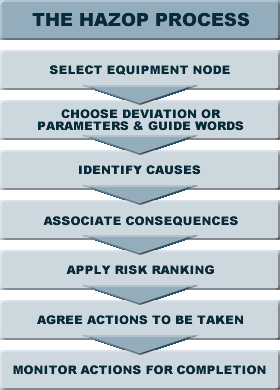 THE HAZOP PROCESS
SELECT EQUIPMENT NODE
CHOOSE DEVIATION OR
PARAMETERS & GUIDE WORDS
IDENTIFY CAUSES
ASSOCIATE CONSEQUENCES
APPLY RISK RANKING
AGREE ACTIONS TO BE TAKEN
MONITOR ACTIONS FOR COMPLETION